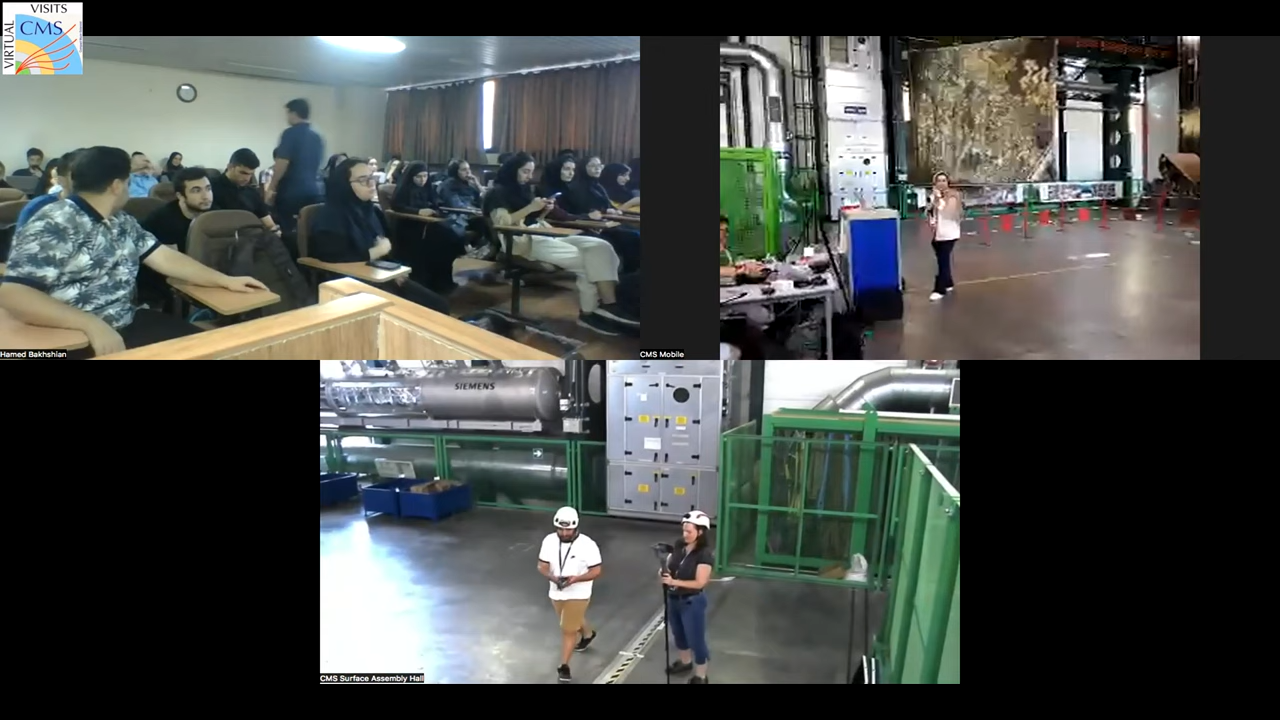 VISITS
VIRTUAL
CMS
Hamed Bakhshian
CMS Mobile
SIEMENS
CMS Surface Assembly Hall